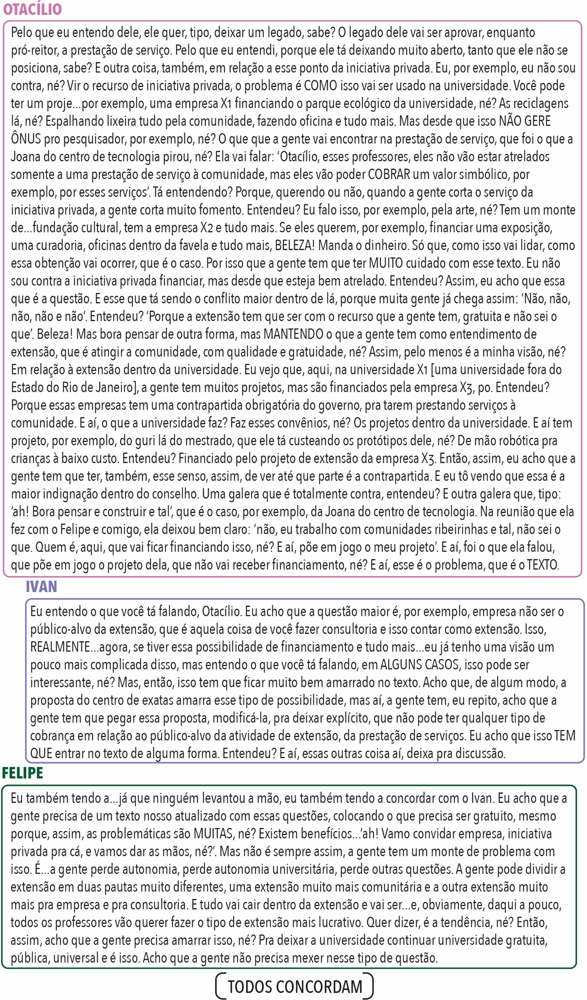 OTACÍLIO
Pelo que eu entendo dele, ele quer, tipo, deixar um legado, sabe? O legado dele vai ser aprovar, enquanto
pró-reitor, a prestação de serviço. Pelo que eu entendi, porque ele tá deixando muito aberto, tanto que ele não se
posiciona, sabe? E outra coisa, também, em relação a esse ponto da iniciativa privada. Eu, por exemplo, eu não sou
contra, né? Vir o recurso de iniciativa privada, o problema é COMO isso vai ser usado na universidade. Você pode
ter um proje...por exemplo, uma empresa X1 financiando o parque ecológico da universidade, né? As reciclagens
lá, né? Espalhando lixeira tudo pela comunidade, fazendo oficina e tudo mais. Mas desde que isso NÃO GERE
ÔNUS pro pesquisador, por exemplo, né? O que que a gente vai encontrar na prestação de serviço, que foi o que a
Joana do centro de tecnologia pirou, né? Ela vai falar: ‘Otacílio, esses professores, eles não vão estar atrelados
somente a uma prestação de serviço à comunidade, mas eles vão poder COBRAR um valor simbólico, por
exemplo, por esses serviços’. Tá entendendo? Porque, querendo ou não, quando a gente corta o serviço da
iniciativa privada, a gente corta muito fomento. Entendeu? Eu falo isso, por exemplo, pela arte, né? Tem um monte
de...fundação cultural, tem a empresa X2 e tudo mais. Se eles querem, por exemplo, financiar uma exposição,
uma curadoria, oficinas dentro da favela e tudo mais, BELEZA! Manda o dinheiro. Só que, como isso vai lidar, como
essa obtenção vai ocorrer, que é o caso. Por isso que a gente tem que ter MUITO cuidado com esse texto. Eu não
sou contra a iniciativa privada financiar, mas desde que esteja bem atrelado. Entendeu? Assim, eu acho que essa
que é a questão. E esse que tá sendo o conflito maior dentro de lá, porque muita gente já chega assim: ‘Não, não,
não, não e não’. Entendeu? ‘Porque a extensão tem que ser com o recurso que a gente tem, gratuita e não sei o
que’. Beleza! Mas bora pensar de outra forma, mas MANTENDO o que a gente tem como entendimento de
extensão, que é atingir a comunidade, com qualidade e gratuidade, né? Assim, pelo menos é a minha visão, né?
Em relação à extensão dentro da universidade. Eu vejo que, aqui, na universidade X1 [uma universidade fora do
Estado do Rio de Janeiro], a gente tem muitos projetos, mas são financiados pela empresa X3, po. Entendeu?
Porque essas empresas tem uma contrapartida obrigatória do governo, pra tarem prestando serviços à
comunidade. E aí, o que a universidade faz? Faz esses convênios, né? Os projetos dentro da universidade. E aí tem
projeto, por exemplo, do guri lá do mestrado, que ele tá custeando os protótipos dele, né? De mão robótica pra
crianças à baixo custo. Entendeu? Financiado pelo projeto de extensão da empresa X3. Então, assim, eu acho que a
gente tem que ter, também, esse senso, assim, de ver até que parte é a contrapartida. E eu tô vendo que essa é a
maior indignação dentro do conselho. Uma galera que é totalmente contra, entendeu? E outra galera que, tipo:
‘ah! Bora pensar e construir e tal’, que é o caso, por exemplo, da Joana do centro de tecnologia. Na reunião que ela
fez com o Felipe e comigo, ela deixou bem claro: ‘não, eu trabalho com comunidades ribeirinhas e tal, não sei o
que. Quem é, aqui, que vai ficar financiando isso, né? E aí, põe em jogo o meu projeto’. E aí, foi o que ela falou,
que põe em jogo o projeto dela, que não vai receber financiamento, né? E aí, esse é o problema, que é o TEXTO.
IVAN
Eu entendo o que você tá falando, Otacílio. Eu acho que a questão maior é, por exemplo, empresa não ser o
público-alvo da extensão, que é aquela coisa de você fazer consultoria e isso contar como extensão. Isso,
REALMENTE...agora, se tiver essa possibilidade de financiamento e tudo mais...eu já tenho uma visão um
pouco mais complicada disso, mas entendo o que você tá falando, em ALGUNS CASOS, isso pode ser
interessante, né? Mas, então, isso tem que ficar muito bem amarrado no texto. Acho que, de algum modo, a
proposta do centro de exatas amarra esse tipo de possibilidade, mas aí, a gente tem, eu repito, acho que a
gente tem que pegar essa proposta, modificá-la, pra deixar explícito, que não pode ter qualquer tipo de
cobrança em relação ao público-alvo da atividade de extensão, da prestação de serviços. Eu acho que isso TEM
QUE entrar no texto de alguma forma. Entendeu? E aí, essas outras coisa aí, deixa pra discussão.
FELIPE
Eu também tendo a...já que ninguém levantou a mão, eu também tendo a concordar com o Ivan. Eu acho que a
gente precisa de um texto nosso atualizado com essas questões, colocando o que precisa ser gratuito, mesmo
porque, assim, as problemáticas são MUITAS, né? Existem benefícios...‘ah! Vamo convidar empresa, iniciativa
privada pra cá, e vamos dar as mãos, né?’. Mas não é sempre assim, a gente tem um monte de problema com
isso. É...a gente perde autonomia, perde autonomia universitária, perde outras questões. A gente pode dividir a
extensão em duas pautas muito diferentes, uma extensão muito mais comunitária e a outra extensão muito
mais pra empresa e pra consultoria. E tudo vai cair dentro da extensão e vai ser...e, obviamente, daqui a pouco,
todos os professores vão querer fazer o tipo de extensão mais lucrativo. Quer dizer, é a tendência, né? Então,
assim, acho que a gente precisa amarrar isso, né? Pra deixar a universidade continuar universidade gratuita,
pública, universal e é isso. Acho que a gente não precisa mexer nesse tipo de questão.
[TODOS CONCORDAM]